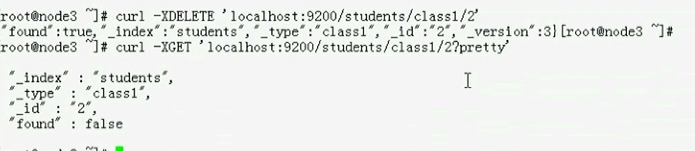 root@node3 ~]# curl -XDELETE 'localhost:9200/students/class1/2'
"found":true,"_index":"students","_type":"class1","_id":"2","_version":3}[root@node3 ~]#
root@node3 ~]# curl -XGET 'localhost:9200/students/class1/2?pretty'
"_index" : "students",
"_type" : "class1",
"_id" : "2",
"found" : false
root@node3 ~]#